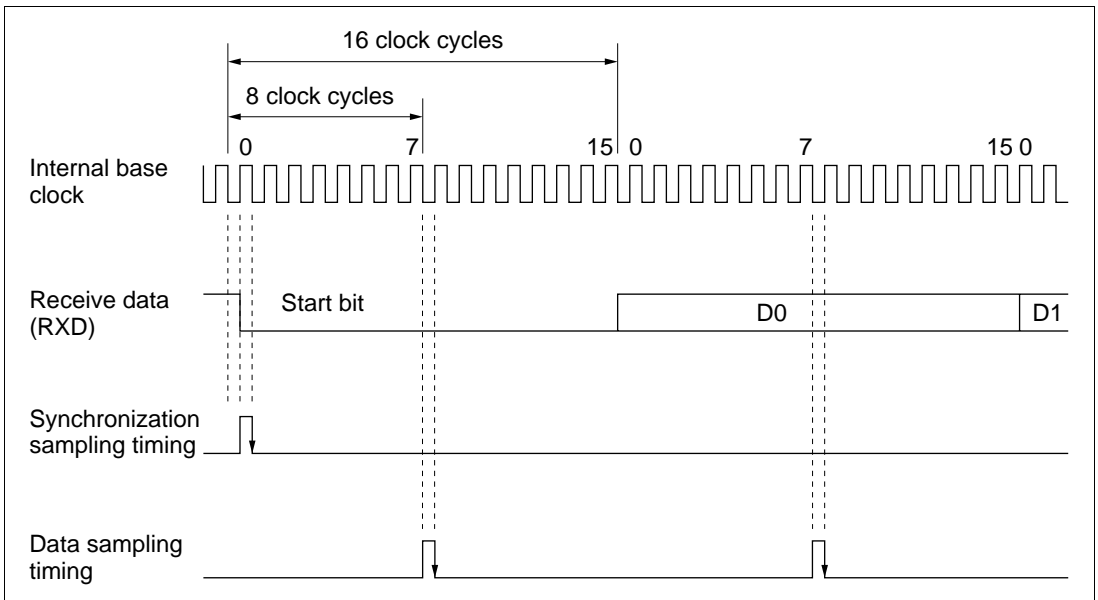 16 clock cycles
8 clock cycles
0 7 15 0 7 15 0
Internal base
clock
Receive data
(RXD)
Start bit
D0
D1
Synchronization
sampling timing
Data sampling
timing